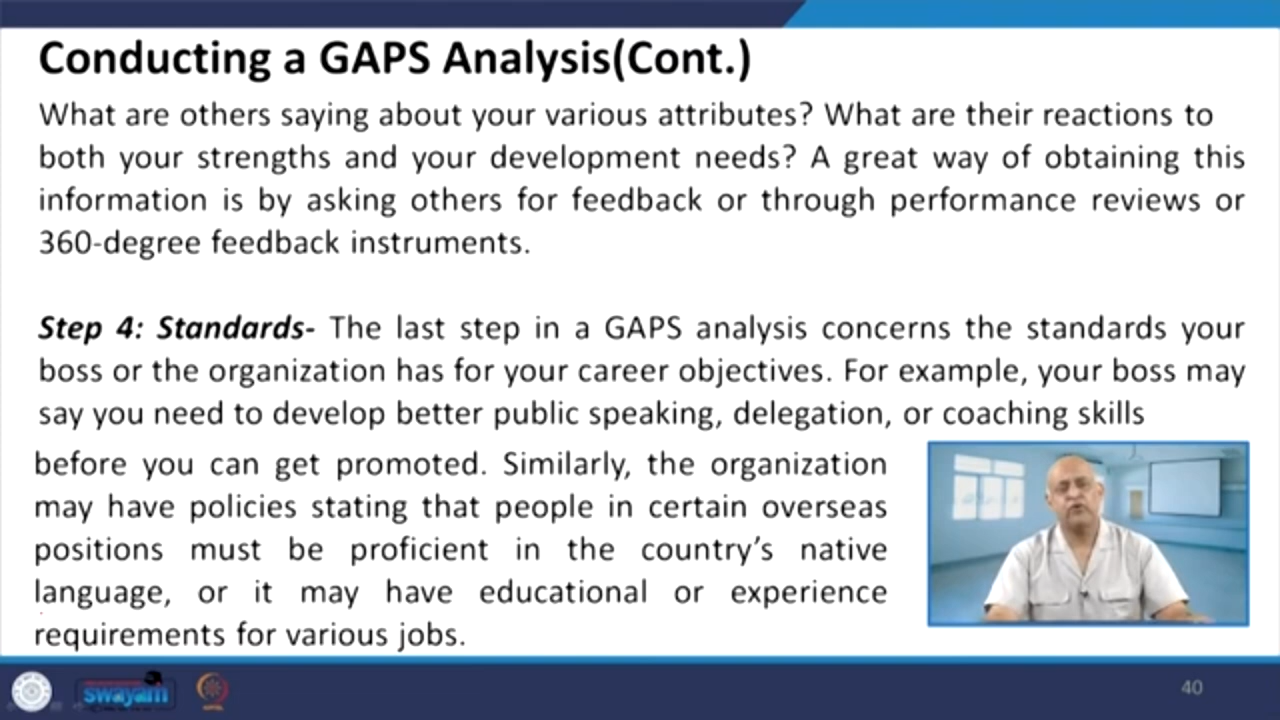 Conducting a GAPS Analysis(Cont.)
What are others saying about your various attributes? What are their reactions to
both your strengths and your development needs? A great way of obtaining this
information is by asking others for feedback or through performance reviews or
360-degree feedback instruments.
Step 4: Standards- The last step in a GAPS analysis concerns the standards your
boss or the organization has for your career objectives. For example, your boss may
say you need to develop better public speaking, delegation, or coaching skills
before you can get promoted. Similarly, the organization
may have policies stating that people in certain overseas
positions must be proficient in the country's native
language, or it may have educational or experience
requirements for various jobs.
swayam
40